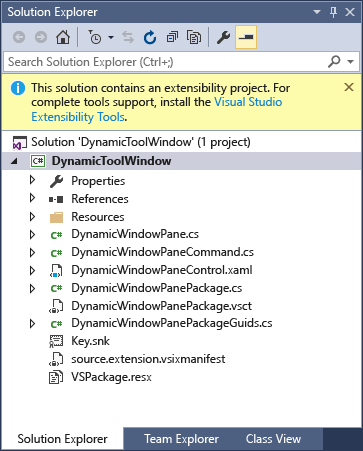 Solution Explorer
Search Solution Explorer (Ctrl+;)
This solution contains an extensibility project. For
complete tools support, install the Visual Studio
Extensibility Tools.
Solution 'DynamicToolWindow' (1 project)
C# DynamicToolWindow
Properties
References
Resources
C# DynamicWindowPane.cs
C# DynamicWindowPaneCommand.cs
DynamicWindowPaneControl.xaml
C# DynamicWindowPanePackage.cs
DynamicWindowPanePackage.vsct
C# DynamicWindowPanePackageGuids.cs
Key.snk
source.extension.vsixmanifest
VSPackage.resx
Solution Explorer Team Explorer Class View